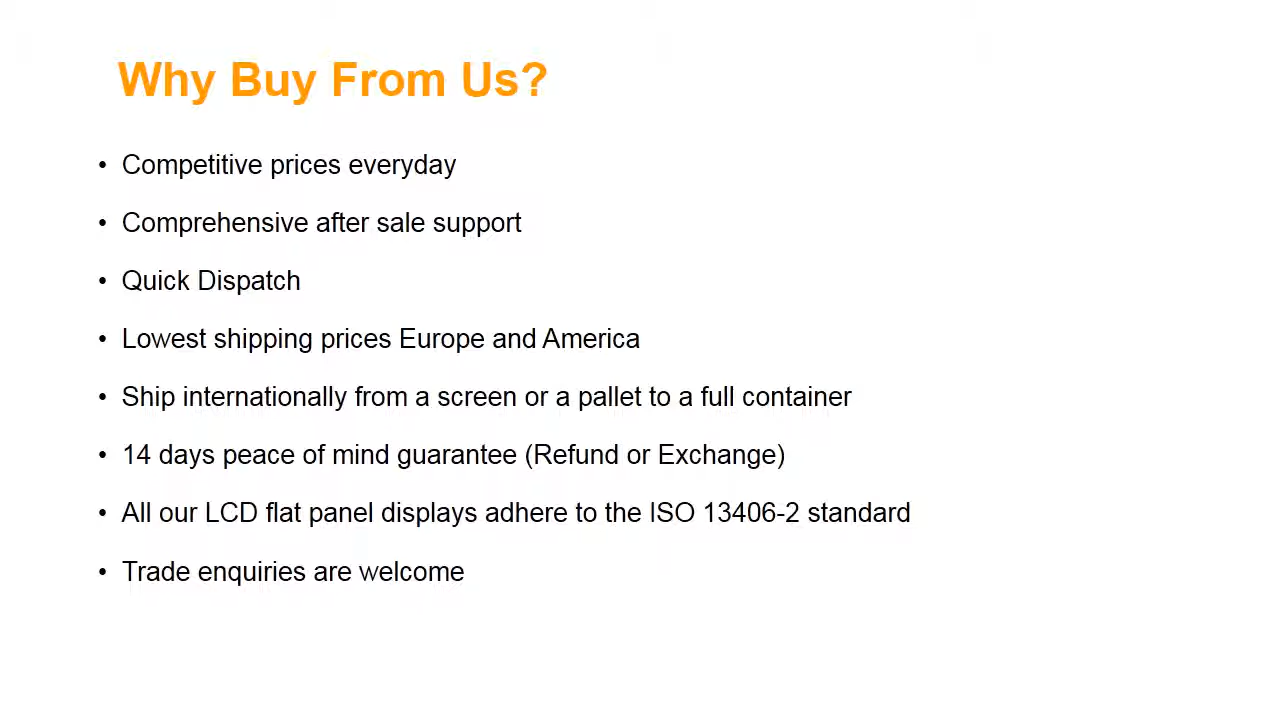 Why Buy From Us?
• Competitive prices everyday
• Comprehensive after sale support
• Quick Dispatch
• Lowest shipping prices Europe and America
• Ship internationally from a screen or a pallet to a full container
• 14 days peace of mind guarantee (Refund or Exchange)
• All our LCD flat panel displays adhere to the ISO 13406-2 standard
• Trade enquiries are welcome